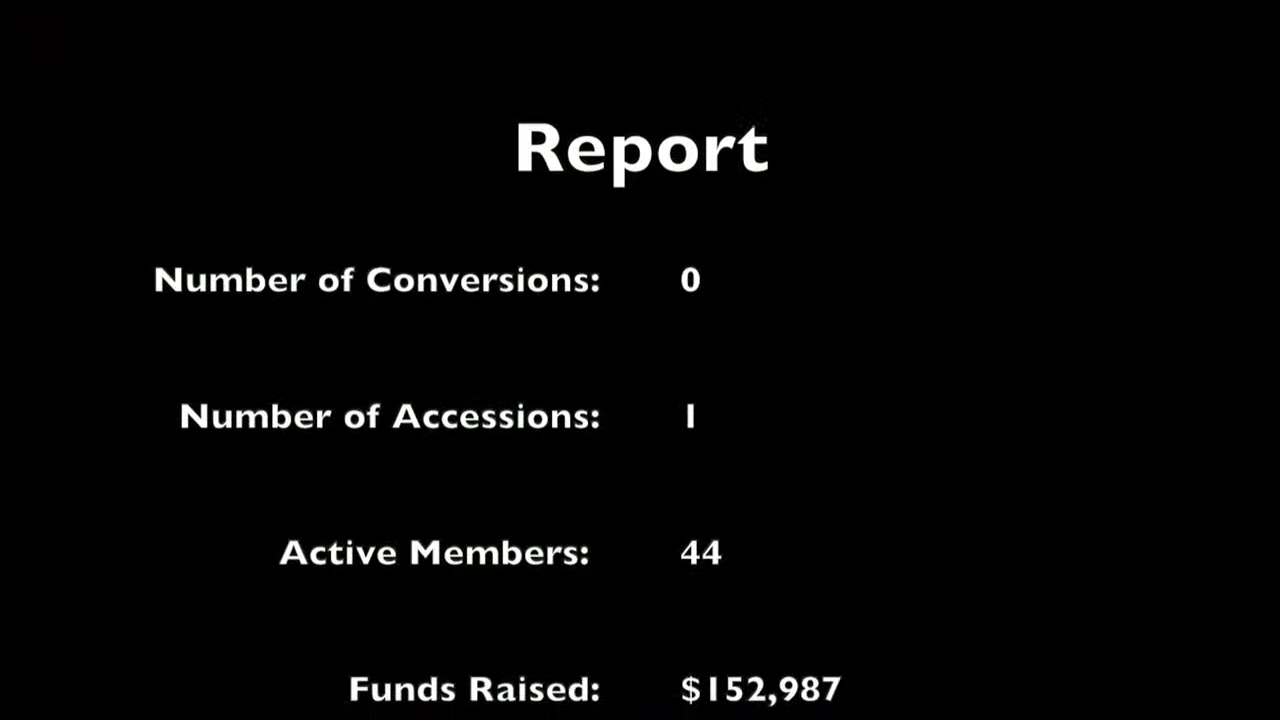 Report
Number of Conversions: 0
Number of Accessions: 1
Active Members: 44
Funds Raised: $152,987